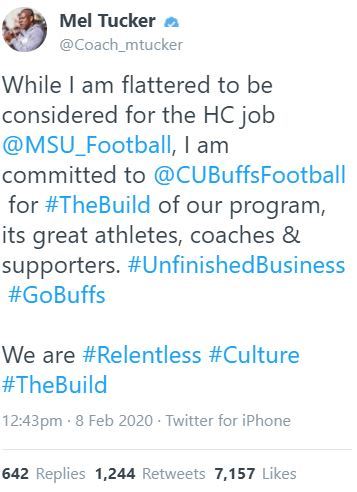 Mel Tucker
@Coach_mtucker
While I am flattered to be
considered for the HC job
@MSU_Football, I am
committed to @CUBuffsFootball
for #TheBuild of our program,
its great athletes, coaches &
supporters. #UnfinishedBusiness
#GoBuffs
We are #Relentless #Culture
#TheBuild
12:43pm · 8 Feb 2020 · Twitter for iPhone
642 Replies 1,244 Retweets 7,157 Likes